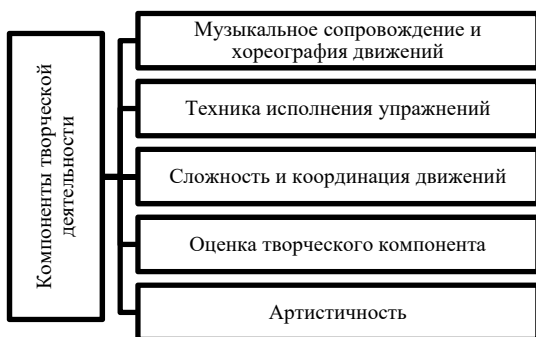 Компоненты творческой
деятельности
Музыкальное сопровождение и
хореография движений
Техника исполнения упражнений
Сложность и координация движений
Оценка творческого компонента
Артистичность